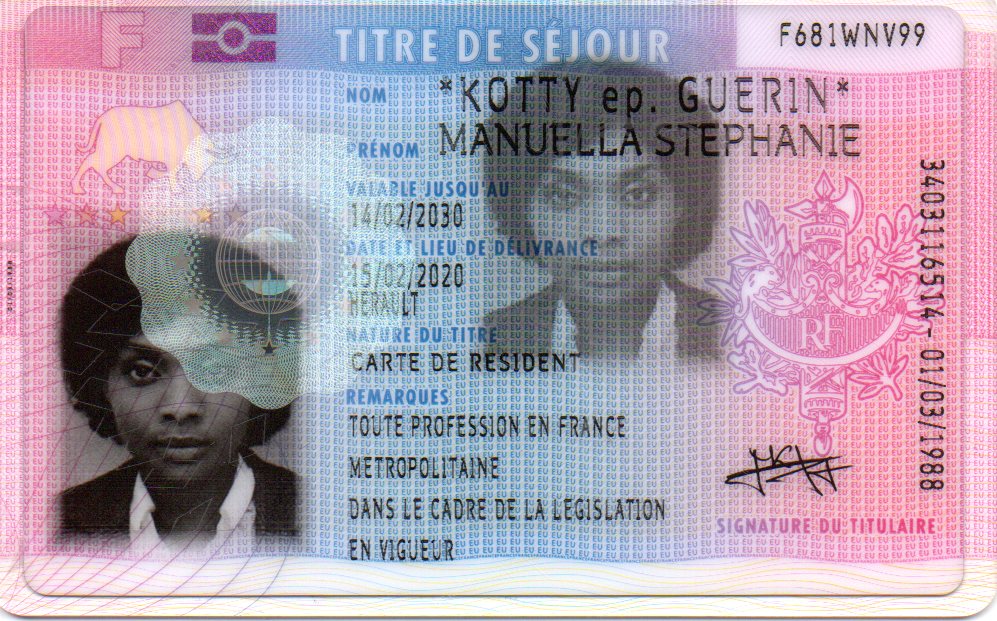 F
TITRE DE SÉJOUR
F681WNV99
NOM
*KOTTY ep. GUERIN*
PRÉNOM
MANUELLA STEPHANIE
VALABLE JUSQU'AU
14/02/2030
DATE ET LIEU DE DÉLIVRANCE
15/02/2020
HERAULT
NATURE DU TITRE
CARTE DE RESIDENT
REMARQUES
TOUTE PROFESSION EN FRANCE
METROPOLITAINE
DANS LE CADRE DE LA LEGISLATION
EN VIGUEUR
3403116514- 01/03/1988
RF
SIGNATURE DU TITULAIRE